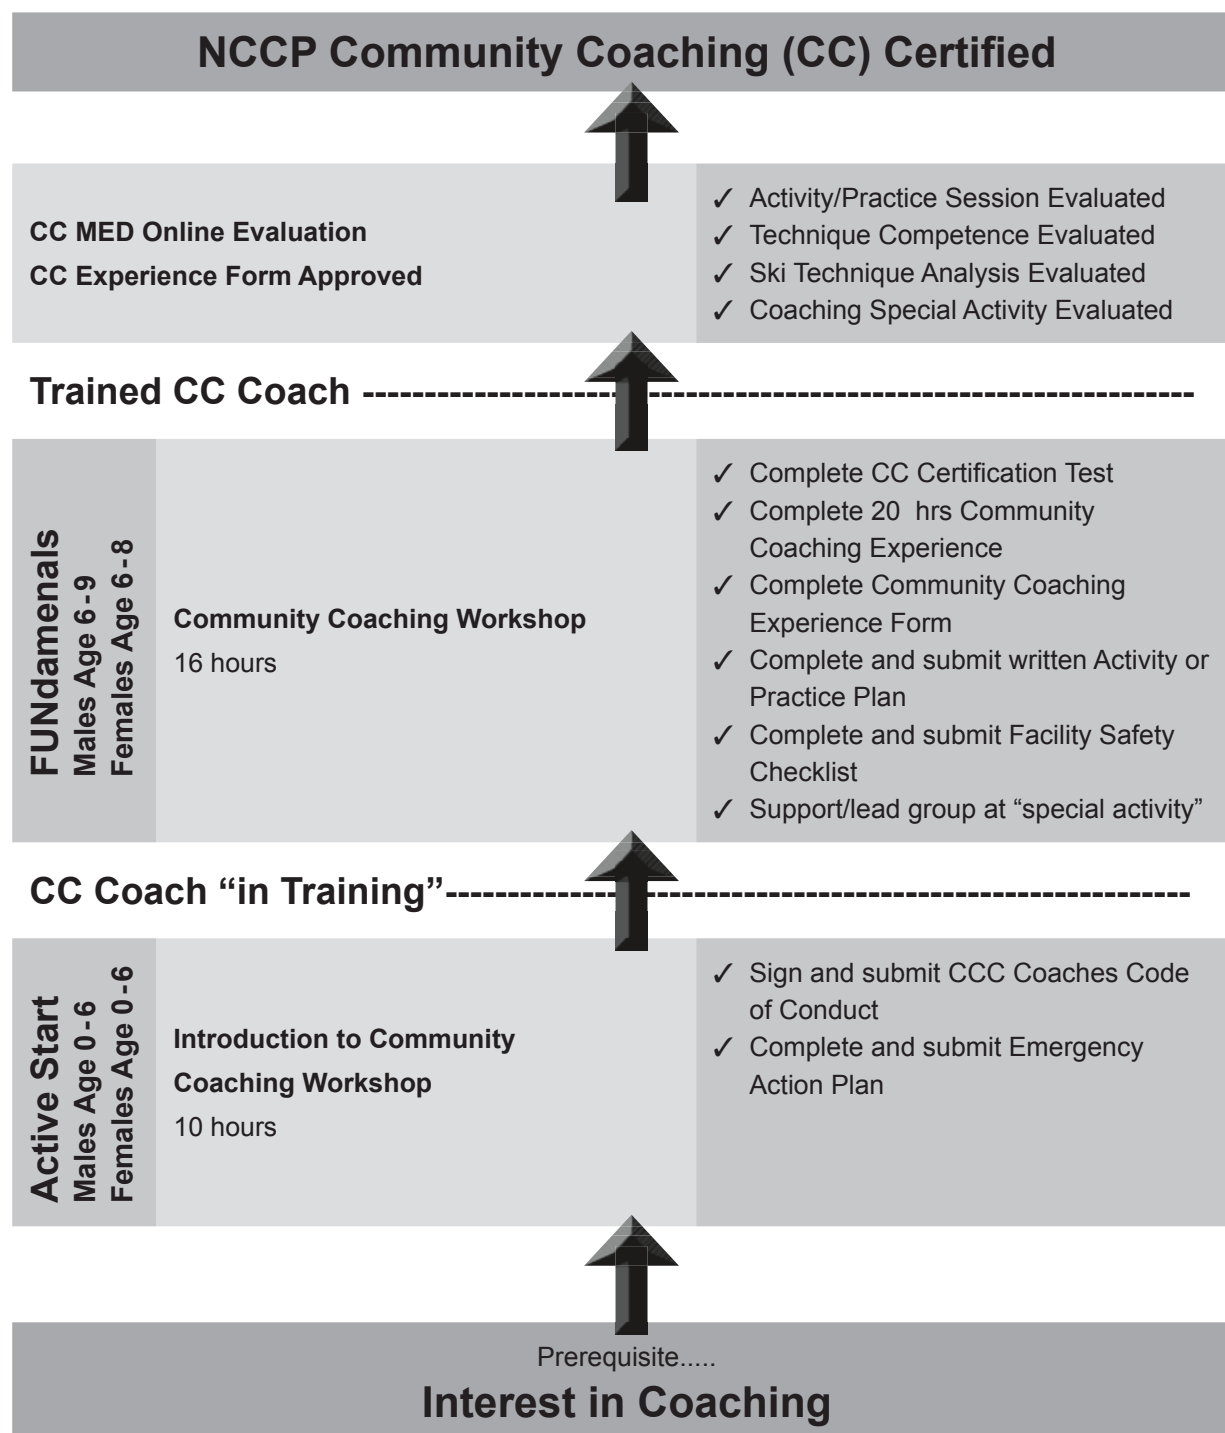 NCCP Community Coaching (CC) Certified
CC MED Online Evaluation
CC Experience Form Approved
✓ Activity/Practice Session Evaluated
✓ Technique Competence Evaluated
✓ Ski Technique Analysis Evaluated
✓ Coaching Special Activity Evaluated
Trained CC Coach --------------------------------------------------------------------
FUNdamenals
Males Age 6 - 9
Females Age 6 - 8
Community Coaching Workshop
16 hours
✓ Complete CC Certification Test
✓ Complete 20 hrs Community
Coaching Experience
✓ Complete Community Coaching
Experience Form
✓ Complete and submit written Activity or
Practice Plan
✓ Complete and submit Facility Safety
Checklist
✓ Support/lead group at “special activity”
CC Coach “in Training”-------------------------------------------------------------
Active Start
Males Age 0 - 6
Females Age 0 - 6
Introduction to Community
Coaching Workshop
10 hours
✓ Sign and submit CCC Coaches Code
of Conduct
✓ Complete and submit Emergency
Action Plan
Prerequisite.....
Interest in Coaching